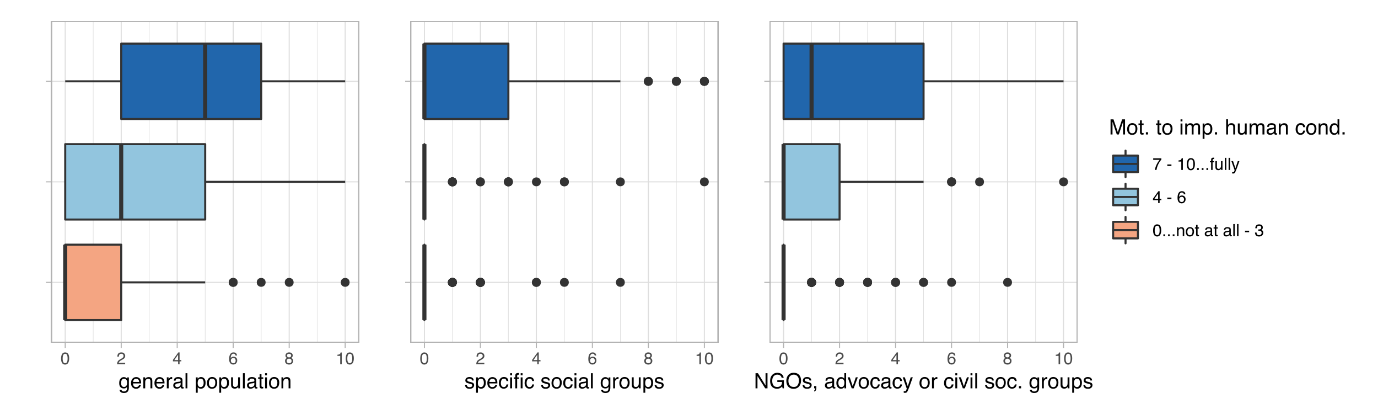 0 2 4 6 8 10
general population
0 2 4 6 8 10
specific social groups
0 2 4 6 8 10
NGOs, advocacy or civil soc. groups
Mot. to imp. human cond.
7 - 10...fully
4 - 6
0...not at all - 3